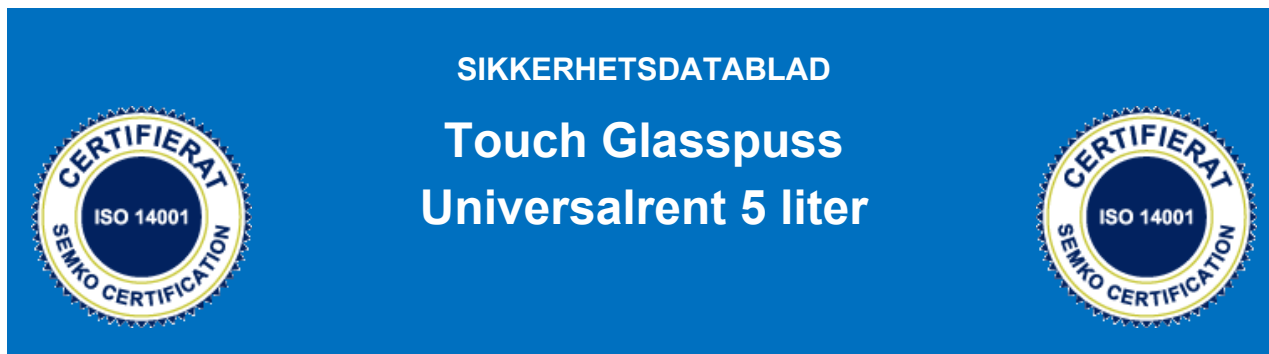 SIKKERHETSDATABLAD
Touch Glasspuss
Universalrent 5 liter
CERTIFIERAT
ISO 14001
SEMKO CERTIFICATION
CERTIFIERAT
ISO 14001
SEMKO CERTIFICATION